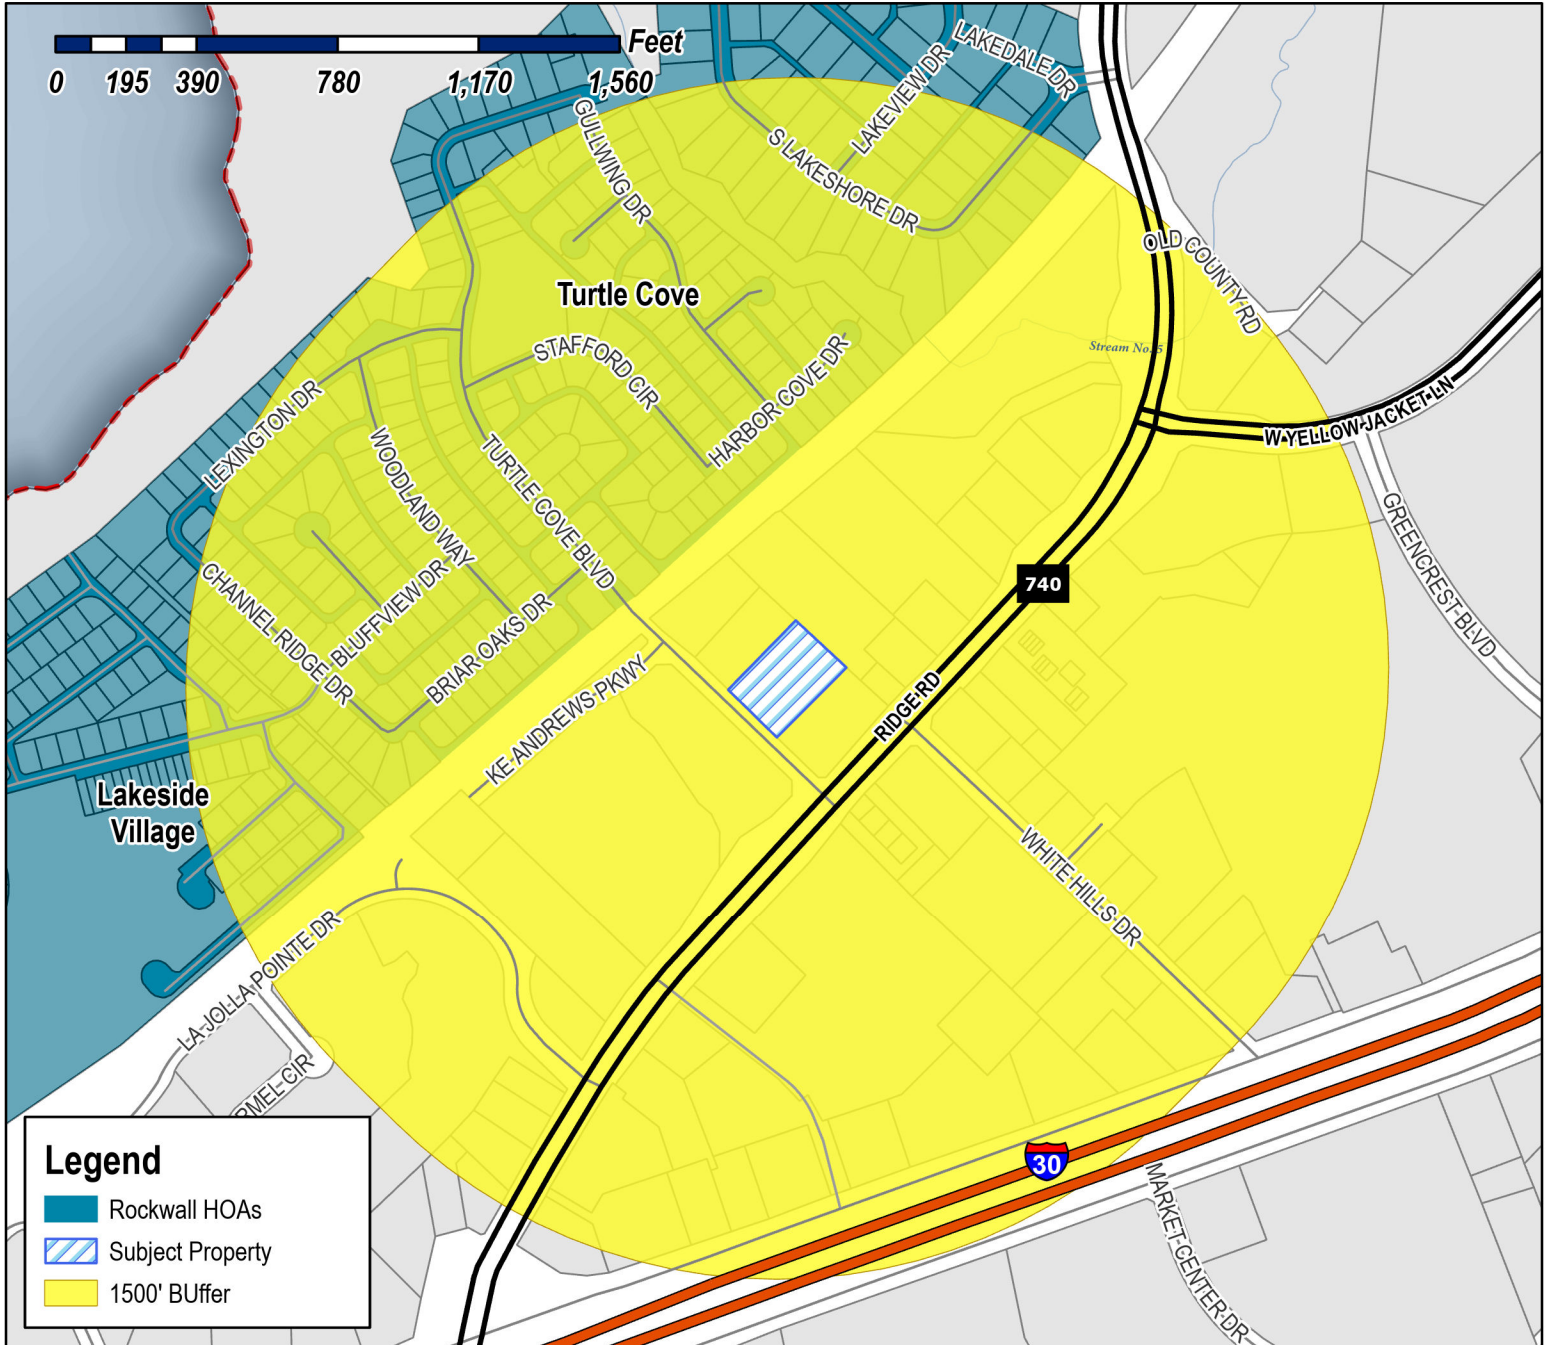 Feet
0 195 390 780 1,170 1,560
LAKEDALE DR
LAKEVIEW DR
GULLWING DR
S LAKESHORE DR
OLD COUNTY RD
Turtle Cove
STAFFORD CIR
HARBOR COVE DR
Stream No. 5
LEXINGTON DR
WOODLAND WAY
TURTLE COVE BLVD
W YELLOW JACKET LN
GREENCREST BLVD
740
CHANNEL RIDGE DR
BLUFFVIEW DR
BRIAR OAKS DR
KE ANDREWS PKWY
RIDGE RD
Lakeside
Village
WHITE HILLS DR
LA JOLLA POINTE DR
RMEL CIR
30
MARKET CENTER DR
Legend
Rockwall HOAs
Subject Property
1500' BUffer